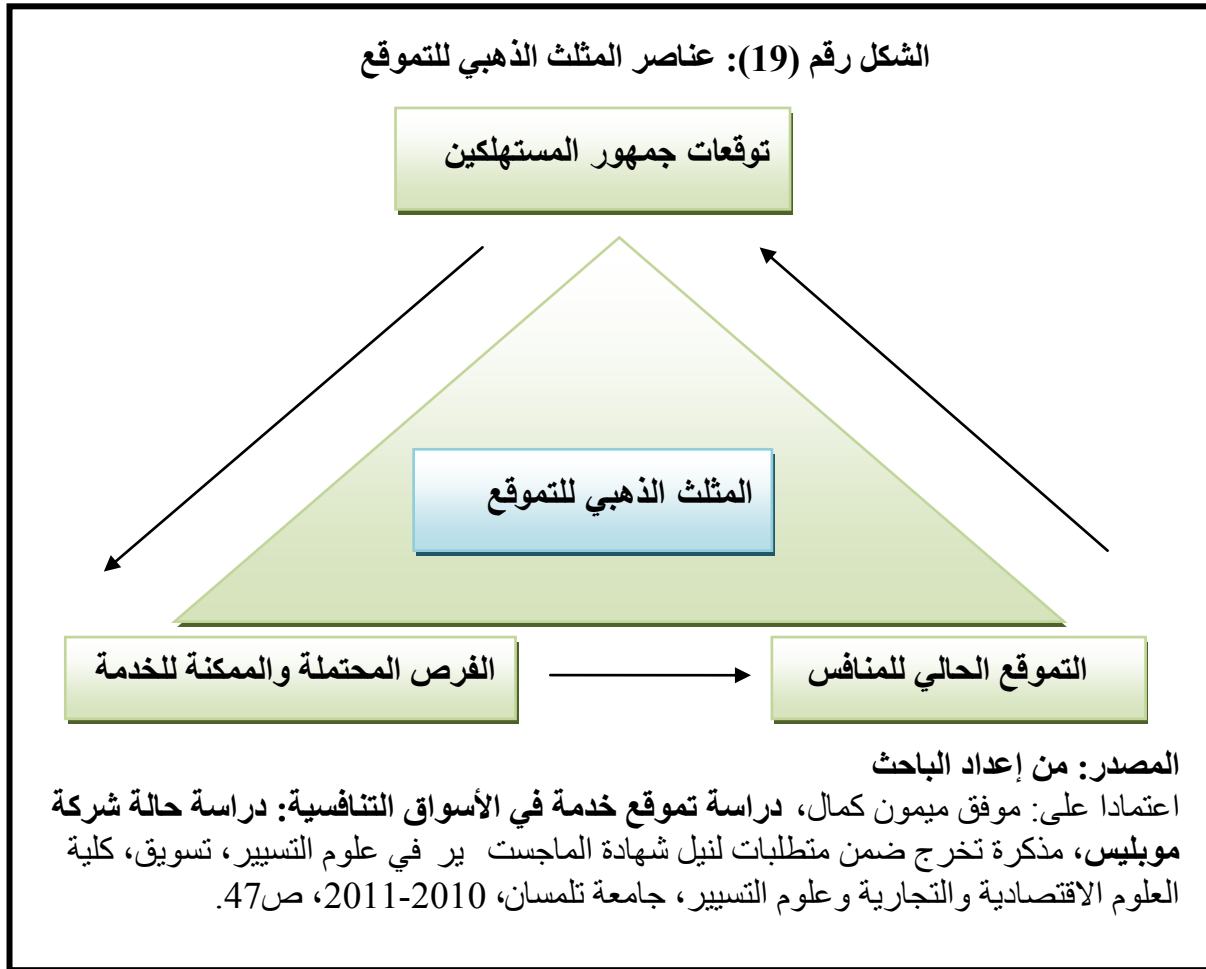 الشكل رقم (19): عناصر المثلث الذهبي للتموقع
توقعات جمهور المستهلكين
المثلث الذهبي للتموقع
التموقع الحالي للمنافس
الفرص المحتملة والممكنة للخدمة
المصدر: من إعداد الباحث
اعتمادا على: موفق ميمون كمال، دراسة تموقع خدمة في الأسواق التنافسية: دراسة حالة شركة
موبليس، مذكرة تخرج ضمن متطلبات لنيل شهادة الماجست ير في علوم التسيير، تسويق، كلية
العلوم الاقتصادية والتجارية وعلوم التسيير، جامعة تلمسان، 2010-2011، ص47.